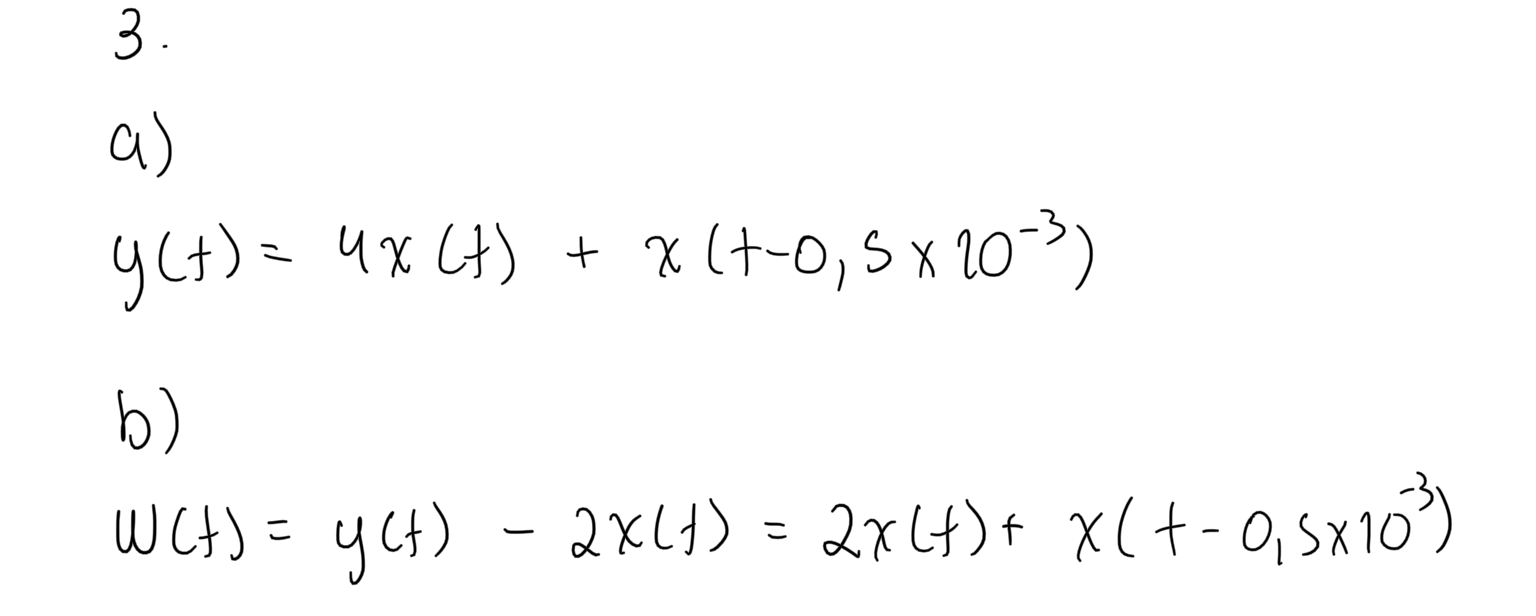 3.
a)
y(t) = 4x(t) + x(t-0,5x10⁻³)
b)
W(t) = y(t) - 2x(t) = 2x(t)+ x(t-0,5x10⁻³)